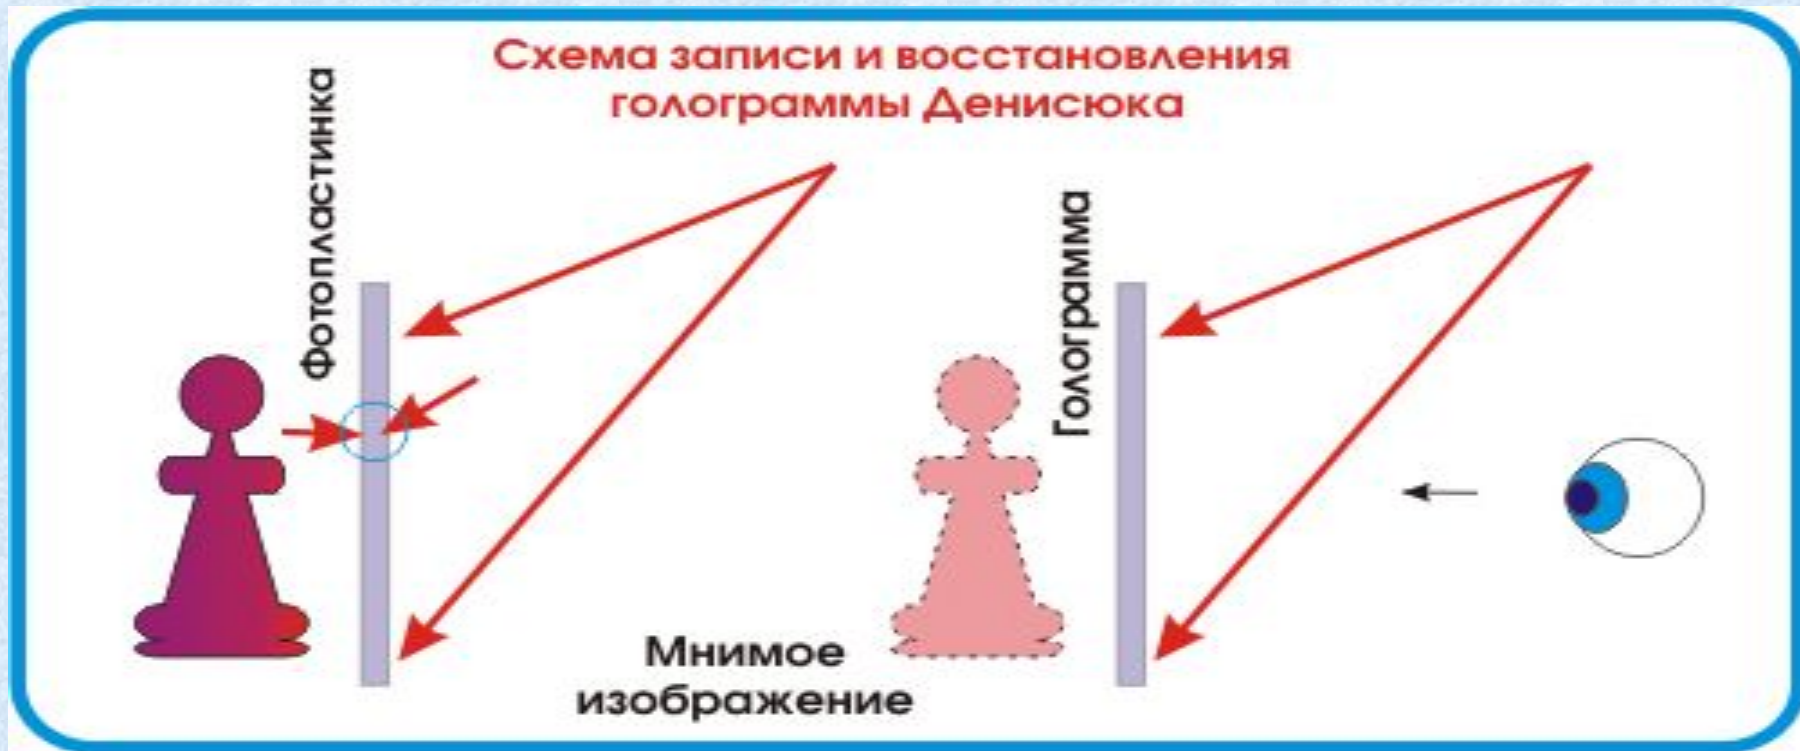 Схема записи и восстановления
голограммы Денисюка
Фотопластинка
Голограмма
Мнимое
изображение